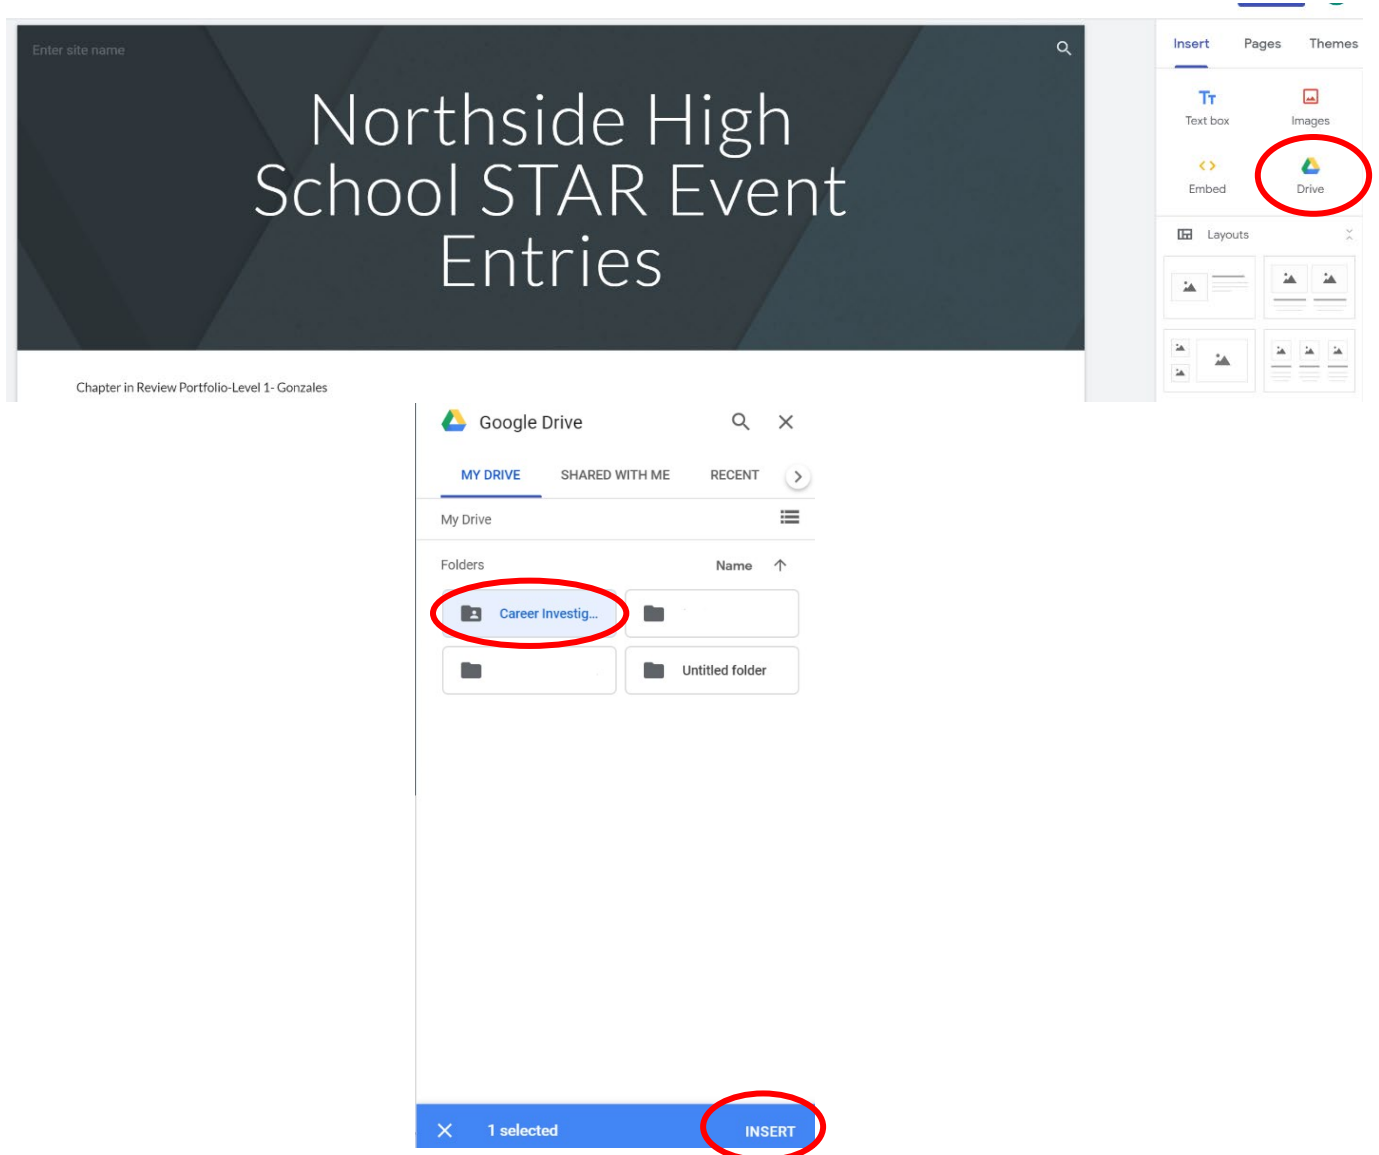 Enter site name
Northside High
School STAR Event
Entries
Chapter in Review Portfolio-Level 1- Gonzales
Insert Pages Themes
Text box Images
Embed Drive
Layouts
Google Drive
MY DRIVE SHARED WITH ME RECENT
My Drive
Folders Name
Career Investig...
Untitled folder
1 selected INSERT